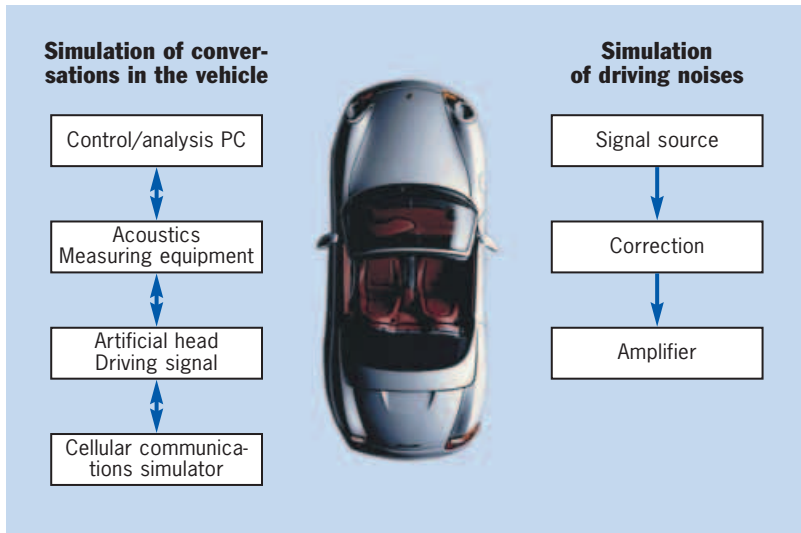 Simulation of conver-
sations in the vehicle
Control/analysis PC
Acoustics
Measuring equipment
Artificial head
Driving signal
Cellular communica-
tions simulator
Simulation
of driving noises
Signal source
Correction
Amplifier